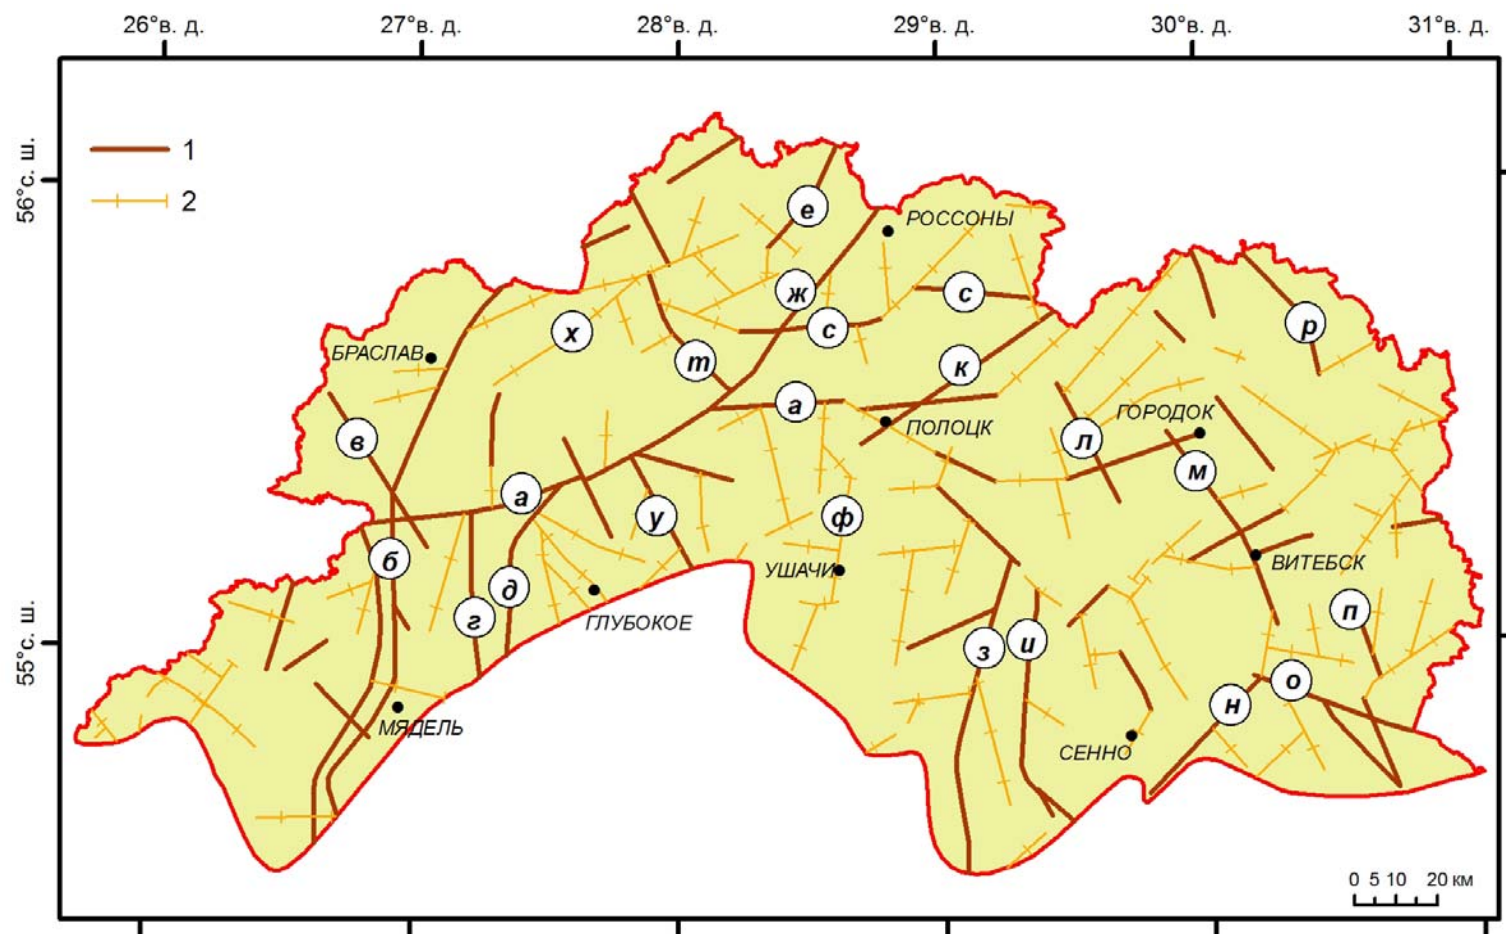 26°в. д. 27°в. д. 28°в. д. 29°в. д. 30°в. д. 31°в. д.
56°с. ш.
55°с. ш.
1
2
е
РОССОНЫ
ж
с
с
х
р
БРАСЛАВ
т
к
а
ГОРОДОК
ПОЛОЦК
в
л
м
а
у
ф
б
УШАЧИ
ВИТЕБСК
д
г
ГЛУБОКОЕ
п
з
и
о
н
МЯДЕЛЬ
СЕННО
0 5 10 20 км